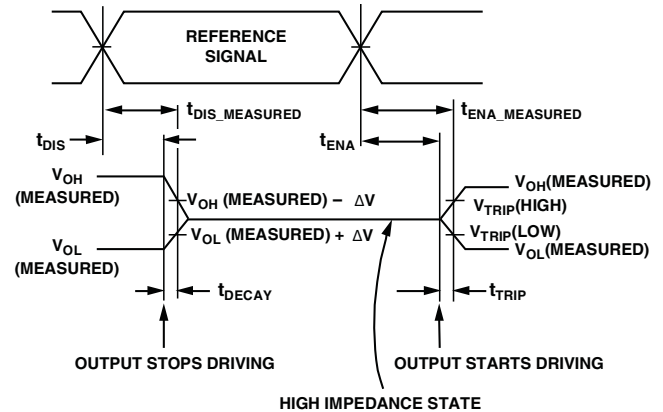 REFERENCE
SIGNAL
tDIS_MEASURED
tENA_MEASURED
tDIS
tENA
VOH
(MEASURED)
VOH (MEASURED) − ΔV
VOL (MEASURED) + ΔV
VOL
(MEASURED)
VOH(MEASURED)
VTRIP(HIGH)
VTRIP(LOW)
VOL(MEASURED)
tDECAY
tTRIP
OUTPUT STOPS DRIVING
OUTPUT STARTS DRIVING
HIGH IMPEDANCE STATE